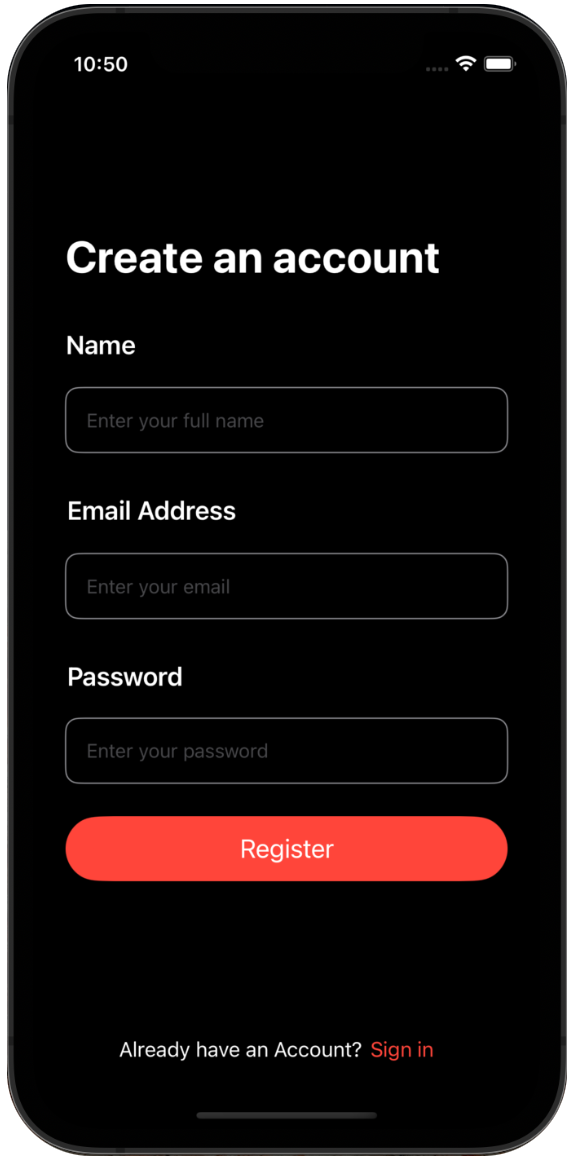 10:50
Create an account
Name
Enter your full name
Email Address
Enter your email
Password
Enter your password
Register
Already have an Account? Sign in